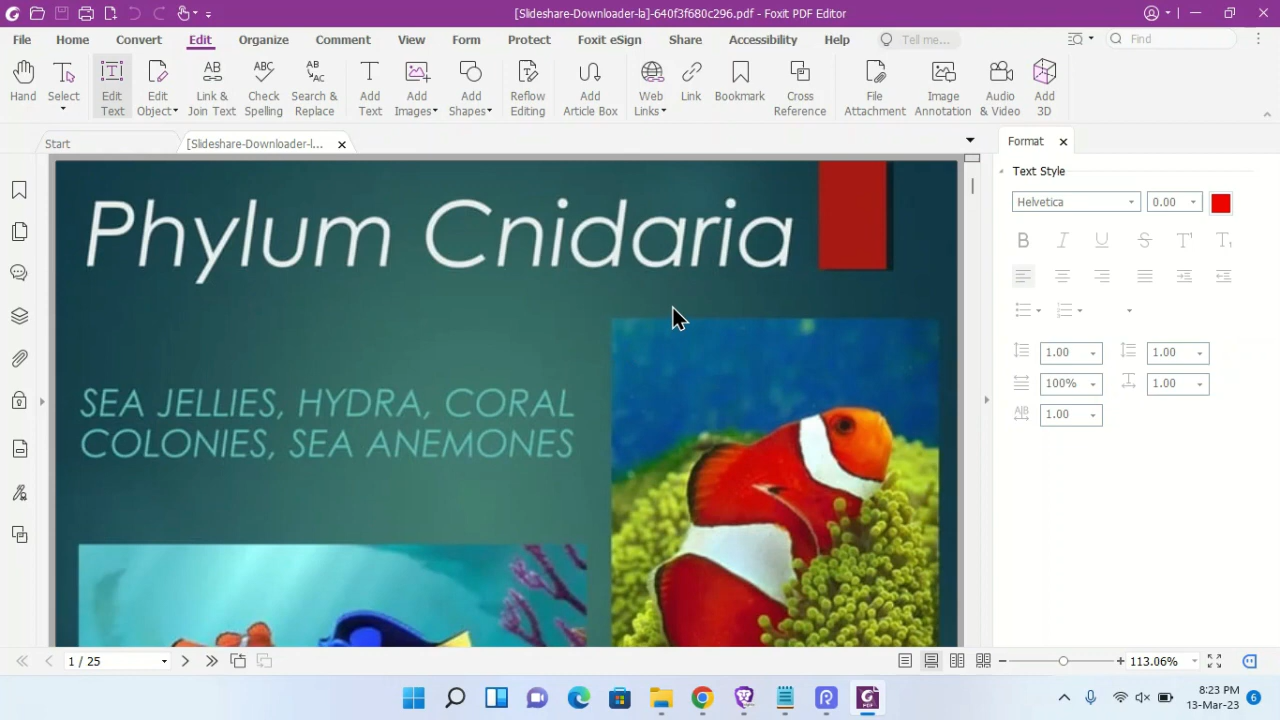 [Slideshare-Downloader-la]-640f3f680c296.pdf - Foxit PDF Editor
File Home Convert Edit Organize Comment View Form Protect Foxit eSign Share Accessibility Help Tell me... Find
Hand Select Edit Text Edit Object Link & Join Text Check Spelling Search & Replace Add Text Add Images Add Shapes Reflow Editing Add Article Box Web Links Link Bookmark Cross Reference File Attachment Image Annotation Audio & Video Add 3D
Start [Slideshare-Downloader-l... Format
Text Style
Helvetica 0.00
1.00 1.00
100% 1.00
1.00
Phylum Cnidaria
SEA JELLIES, HYDRA, CORAL
COLONIES, SEA ANEMONES
1 / 25 113.06%
8:23 PM
13-Mar-23 6